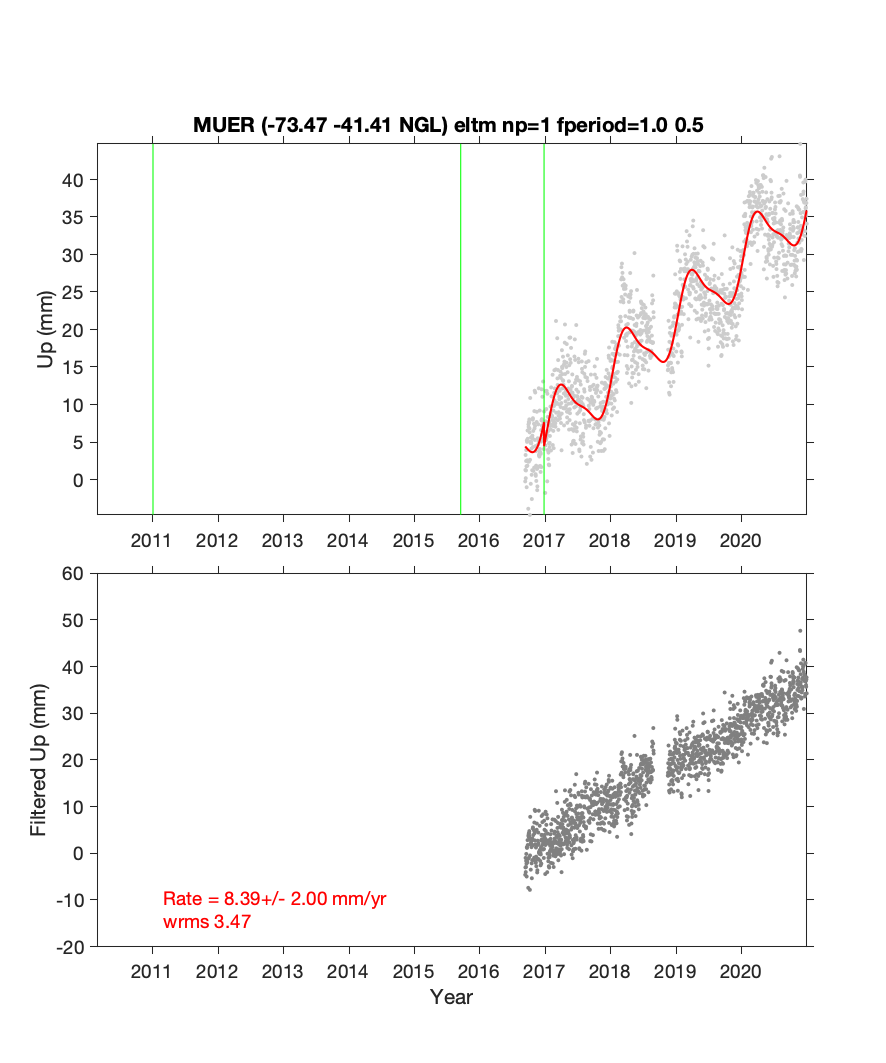 MUER (-73.47 -41.41 NGL) eltm np=1 fperiod=1.0 0.5
Up (mm)
40
35
30
25
20
15
10
5
0
2011 2012 2013 2014 2015 2016 2017 2018 2019 2020
Filtered Up (mm)
60
50
40
30
20
10
0
-10
-20
Rate = 8.39+/- 2.00 mm/yr
wrms 3.47
2011 2012 2013 2014 2015 2016 2017 2018 2019 2020
Year